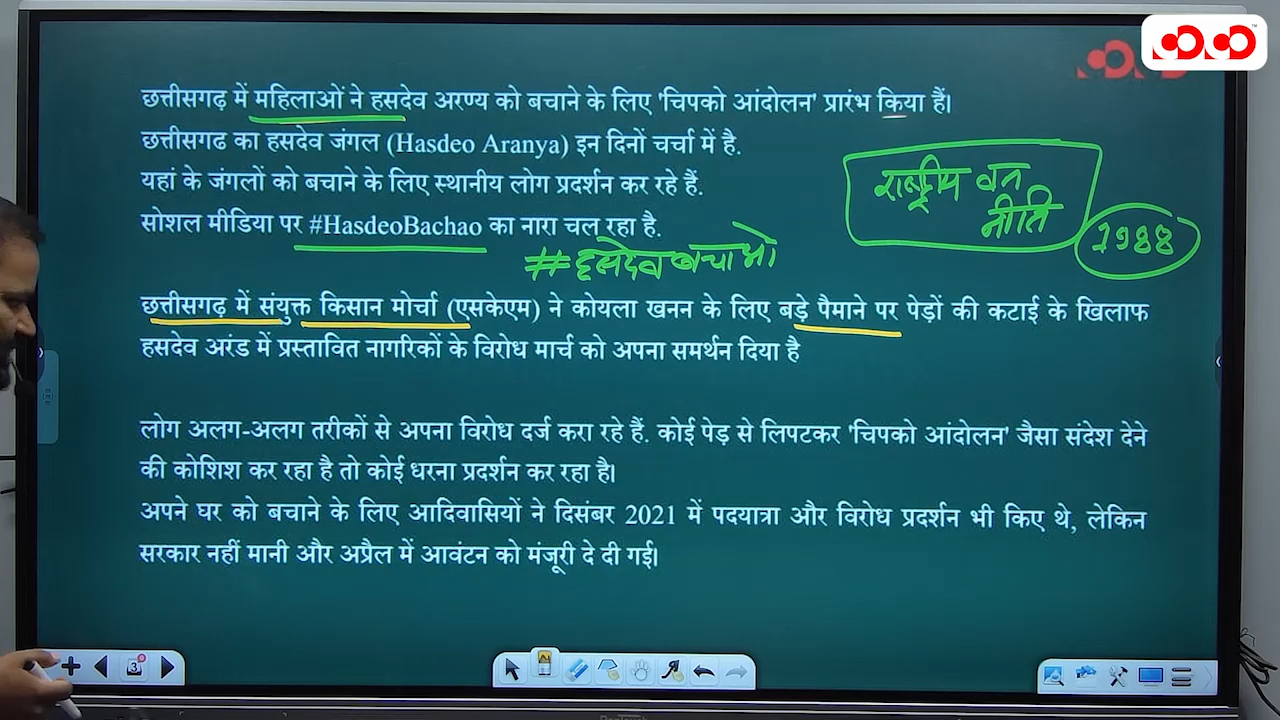 छत्तीसगढ़ में महिलाओं ने हसदेव अरण्य को बचाने के लिए 'चिपको आंदोलन' प्रारंभ किया हैं।
छत्तीसगढ का हसदेव जंगल (Hasdeo Aranya) इन दिनों चर्चा में है.
यहां के जंगलों को बचाने के लिए स्थानीय लोग प्रदर्शन कर रहे हैं.
राष्ट्रीय वन
नीति
1988
सोशल मीडिया पर #HasdeoBachao का नारा चल रहा है.
#हसदेव बचाओ
छत्तीसगढ़ में संयुक्त किसान मोर्चा (एसकेएम) ने कोयला खनन के लिए बड़े पैमाने पर पेड़ों की कटाई के खिलाफ
हसदेव अरंड में प्रस्तावित नागरिकों के विरोध मार्च को अपना समर्थन दिया है
लोग अलग-अलग तरीकों से अपना विरोध दर्ज करा रहे हैं. कोई पेड़ से लिपटकर 'चिपको आंदोलन' जैसा संदेश देने
की कोशिश कर रहा है तो कोई धरना प्रदर्शन कर रहा है।
अपने घर को बचाने के लिए आदिवासियों ने दिसंबर 2021 में पदयात्रा और विरोध प्रदर्शन भी किए थे, लेकिन
सरकार नहीं मानी और अप्रैल में आवंटन को मंजूरी दे दी गई।
3